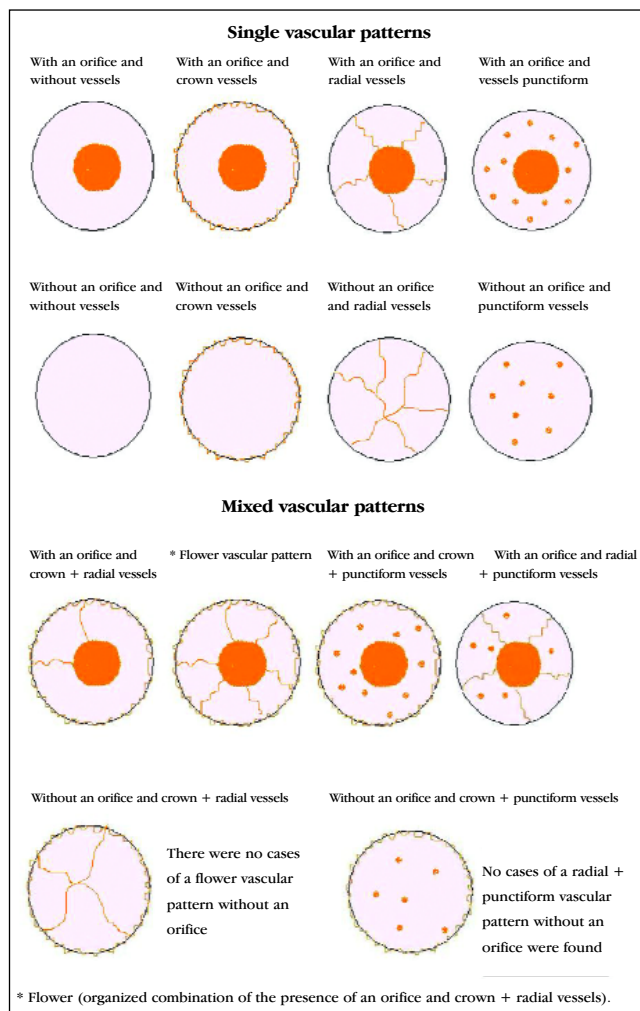 Single vascular patterns
With an orifice and
without vessels
With an orifice and
crown vessels
With an orifice and
radial vessels
With an orifice and
vessels punctiform
Without an orifice and
without vessels
Without an orifice and
crown vessels
Without an orifice
and radial vessels
Without an orifice and
punctiform vessels
Mixed vascular patterns
With an orifice and
crown + radial vessels
* Flower vascular pattern
With an orifice and crown
+ punctiform vessels
With an orifice and radial
+ punctiform vessels
Without an orifice and crown + radial vessels
There were no cases
of a flower vascular
pattern without an
orifice
Without an orifice and crown + punctiform vessels
No cases of a radial +
punctiform vascular
pattern without an
orifice were found
* Flower (organized combination of the presence of an orifice and crown + radial vessels).